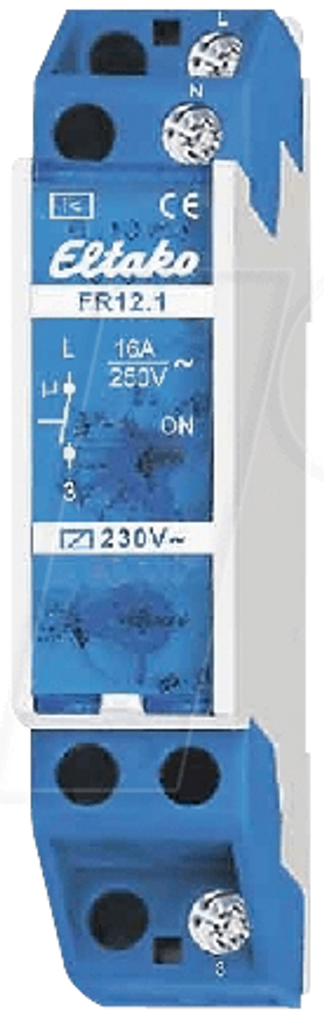 L
N
I<
CE
Eltako
FR12.1
L
16A
250V ~
ON
3
230V~
3